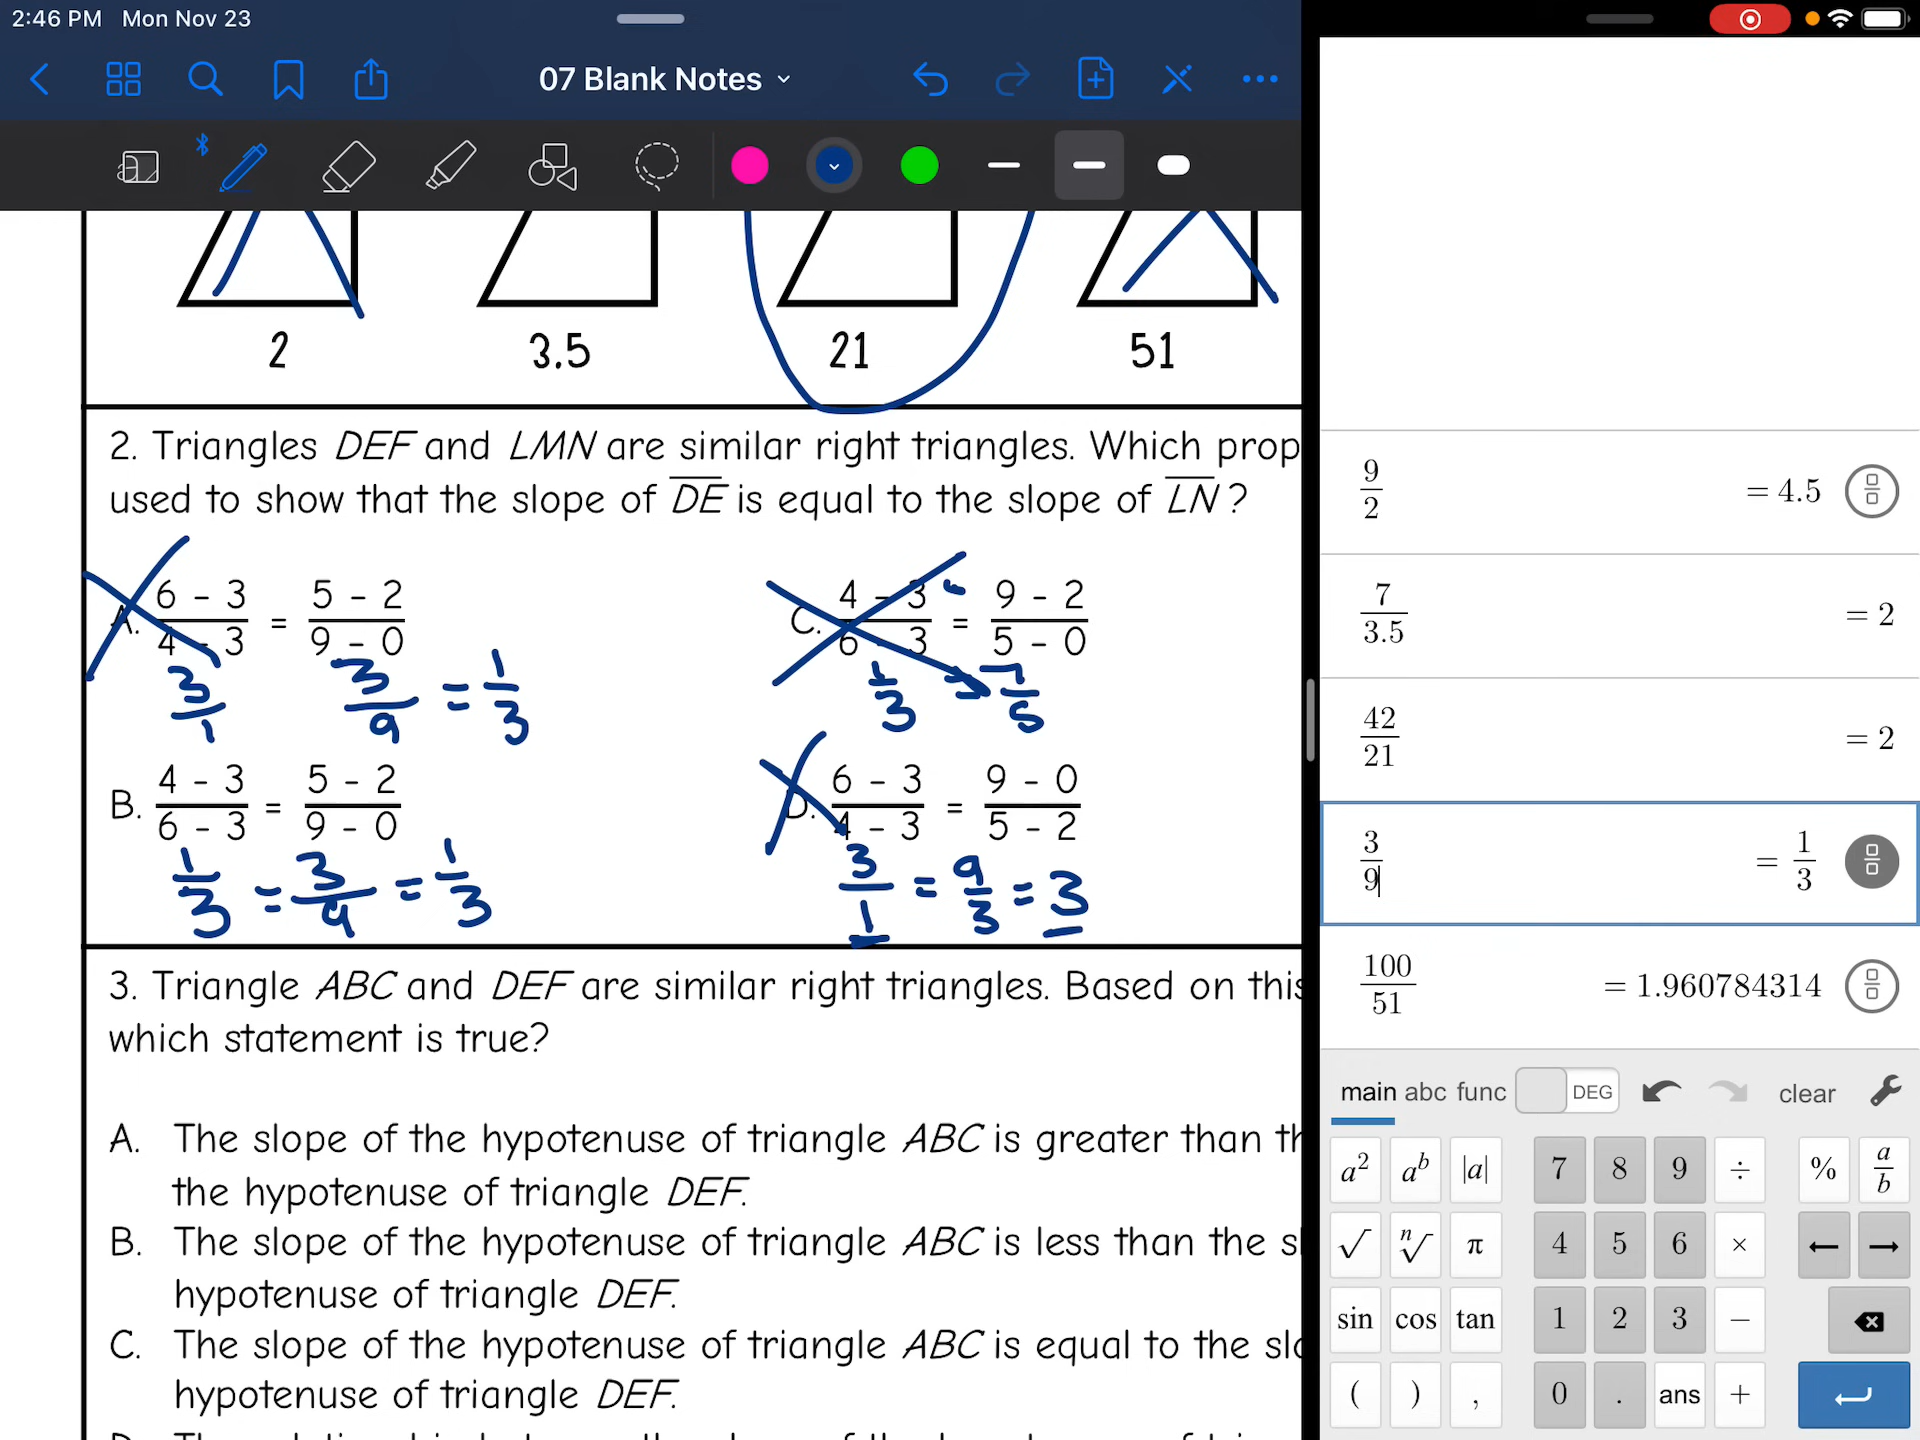 2:46 PM Mon Nov 23
07 Blank Notes
2 3.5 21 51
2. Triangles DEF and LMN are similar right triangles. Which prop
used to show that the slope of DE is equal to the slope of LN ?
A. 6 - 3 / 4 - 3 = 5 - 2 / 9 - 0
3/1 3/9 = 1/3
C. 4 - 3 / 6 - 3 = 9 - 2 / 5 - 0
1/3 = 7/5
B. 4 - 3 / 6 - 3 = 5 - 2 / 9 - 0
1/3 = 3/9 = 1/3
D. 6 - 3 / 4 - 3 = 9 - 0 / 5 - 2
3/1 = 9/3 = 3
3. Triangle ABC and DEF are similar right triangles. Based on this
which statement is true?
A. The slope of the hypotenuse of triangle ABC is greater than th
the hypotenuse of triangle DEF.
B. The slope of the hypotenuse of triangle ABC is less than the sl
hypotenuse of triangle DEF.
C. The slope of the hypotenuse of triangle ABC is equal to the slo
hypotenuse of triangle DEF.
9/2 = 4.5
7/3.5 = 2
42/21 = 2
3/9 = 1/3
100/51 = 1.960784314
main abc func DEG clear
a² aᵇ |a| 7 8 9 ÷ % a/b
√ ⁿ√ π 4 5 6 × ← →
sin cos tan 1 2 3 −
( ) , 0 . ans +